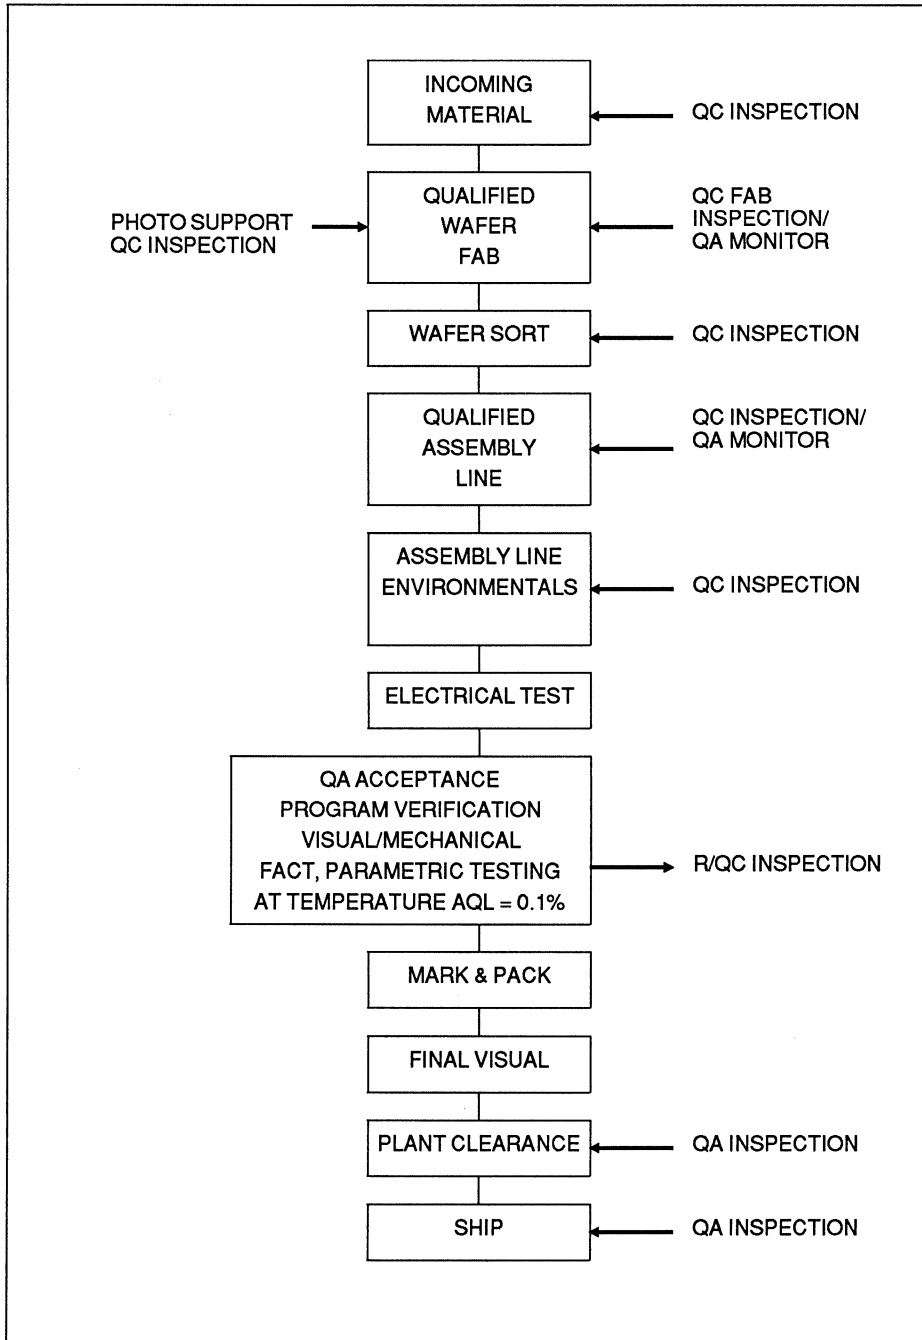 INCOMING
MATERIAL
QC INSPECTION
PHOTO SUPPORT
QC INSPECTION
QUALIFIED
WAFER
FAB
QC FAB
INSPECTION/
QA MONITOR
WAFER SORT
QC INSPECTION
QUALIFIED
ASSEMBLY
LINE
QC INSPECTION/
QA MONITOR
ASSEMBLY LINE
ENVIRONMENTALS
QC INSPECTION
ELECTRICAL TEST
QA ACCEPTANCE
PROGRAM VERIFICATION
VISUAL/MECHANICAL
FACT, PARAMETRIC TESTING
AT TEMPERATURE AQL = 0.1%
R/QC INSPECTION
MARK & PACK
FINAL VISUAL
PLANT CLEARANCE
QA INSPECTION
SHIP
QA INSPECTION